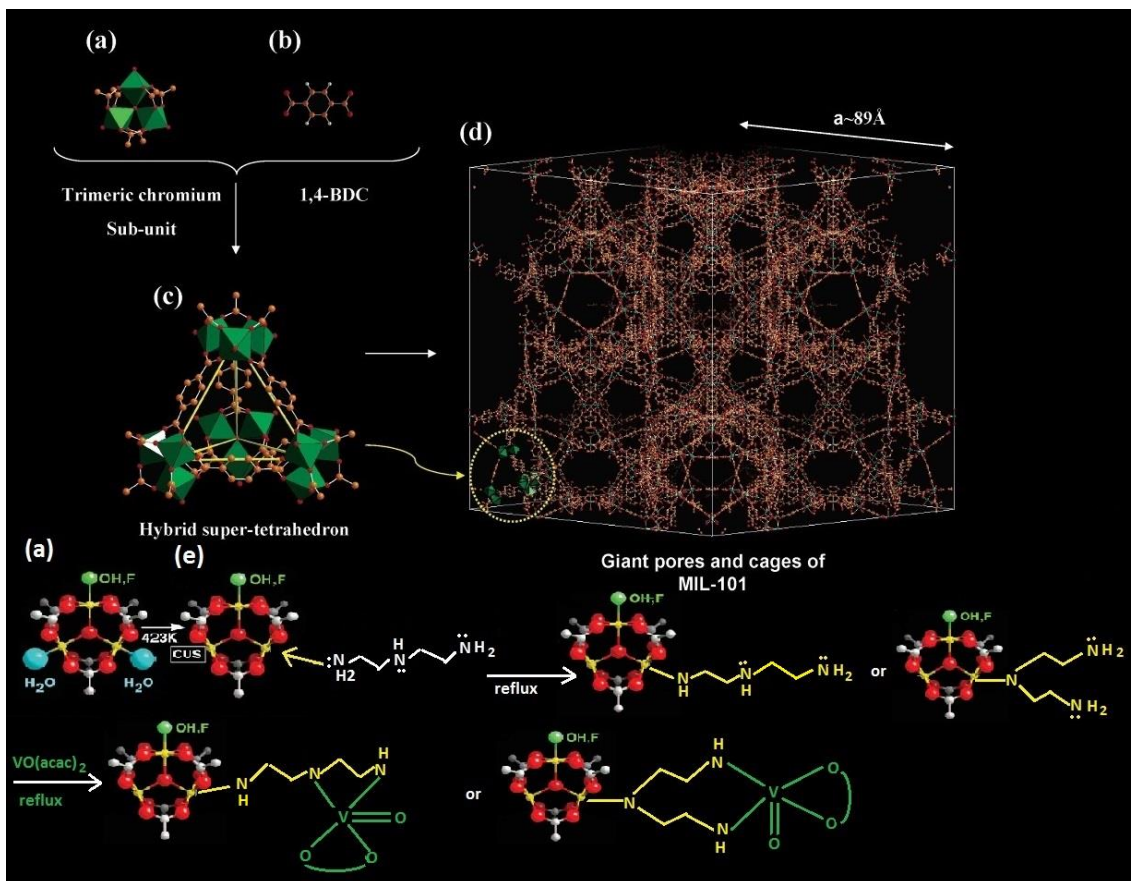 (a)
(b)
Trimeric chromium
Sub-unit
1,4-BDC
(c)
Hybrid super-tetrahedron
(d)
a~89Å
Giant pores and cages of
MIL-101
(a)
OH,F
H₂O
H₂O
423K
(e)
OH,F
CUS
:N
H2
H
N
..
..
NH₂
reflux
OH,F
N
H
..
N
H
..
NH₂
or
OH,F
N
..
NH₂
NH₂
..
VO(acac)₂
reflux
OH,F
N
H
N
H
N
V
O
O
O
or
OH,F
N
H
N
N
H
V
O
O
O